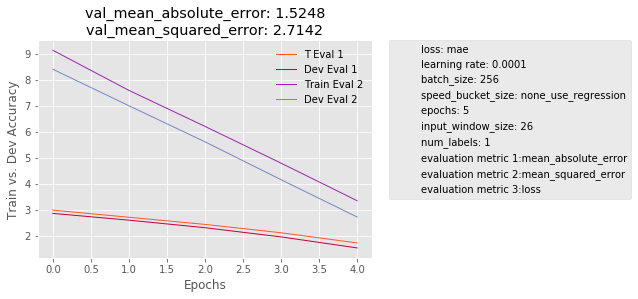 val_mean_absolute_error: 1.5248
val_mean_squared_error: 2.7142
Train vs. Dev Accuracy
9
8
7
6
5
4
3
2
0.0 0.5 1.0 1.5 2.0 2.5 3.0 3.5 4.0
Epochs
T Eval 1
Dev Eval 1
Train Eval 2
Dev Eval 2
loss: mae
learning rate: 0.0001
batch_size: 256
speed_bucket_size: none_use_regression
epochs: 5
input_window_size: 26
num_labels: 1
evaluation metric 1:mean_absolute_error
evaluation metric 2:mean_squared_error
evaluation metric 3:loss